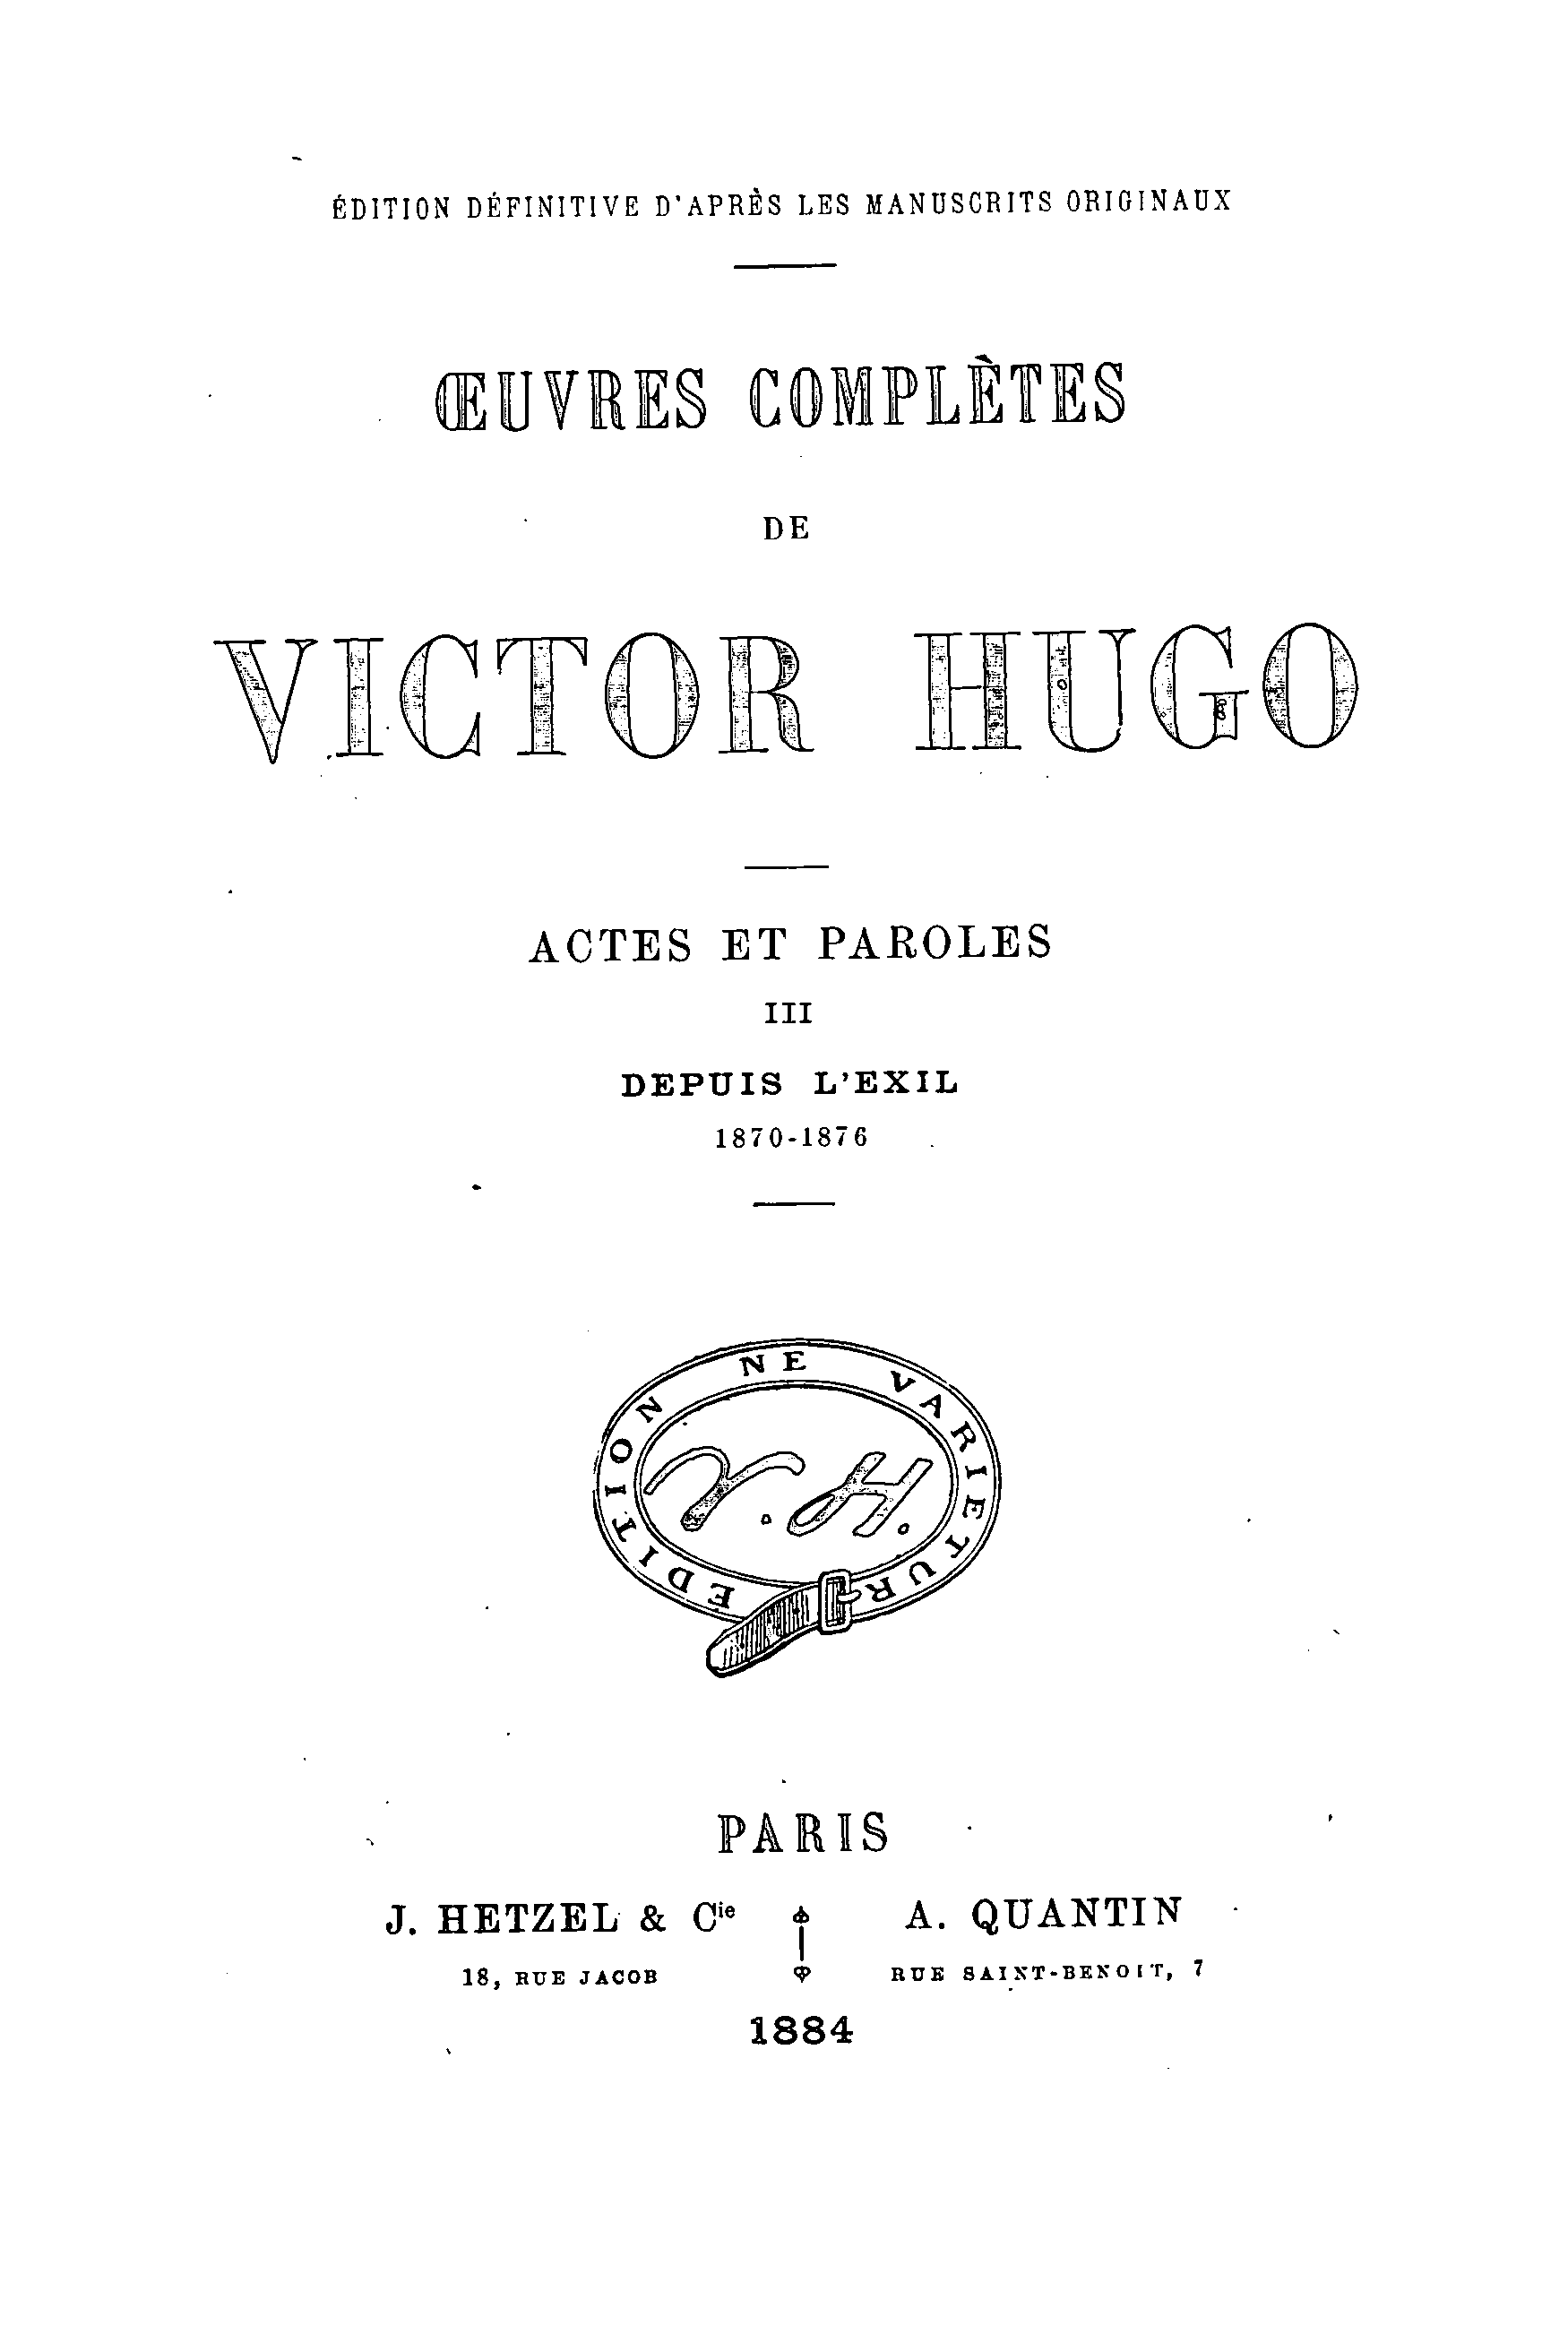 ÉDITION DÉFINITIVE D'APRÈS LES MANUSCRITS ORIGINAUX
ŒUVRES COMPLÈTES
DE
VICTOR HUGO
ACTES ET PAROLES
III
DEPUIS L'EXIL
1870-1876
ÉDITION NE VARIETUR
V. H.
PARIS
J. HETZEL & Cie
A. QUANTIN
18, RUE JACOB
RUE SAINT-BENOIT, 7
1884